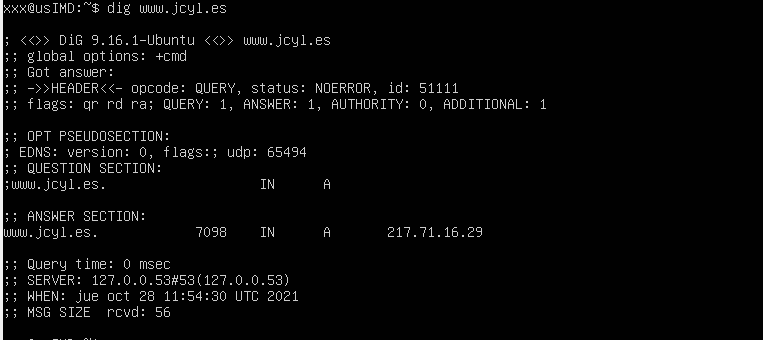 xxx@usIMD:~$ dig www.jcyl.es
; <<>> DiG 9.16.1-Ubuntu <<>> www.jcyl.es
;; global options: +cmd
;; Got answer:
;; ->>HEADER<<- opcode: QUERY, status: NOERROR, id: 51111
;; flags: qr rd ra; QUERY: 1, ANSWER: 1, AUTHORITY: 0, ADDITIONAL: 1
;; OPT PSEUDOSECTION:
; EDNS: version: 0, flags:; udp: 65494
;; QUESTION SECTION:
;www.jcyl.es. IN A
;; ANSWER SECTION:
www.jcyl.es. 7098 IN A 217.71.16.29
;; Query time: 0 msec
;; SERVER: 127.0.0.53#53(127.0.0.53)
;; WHEN: jue oct 28 11:54:30 UTC 2021
;; MSG SIZE rcvd: 56